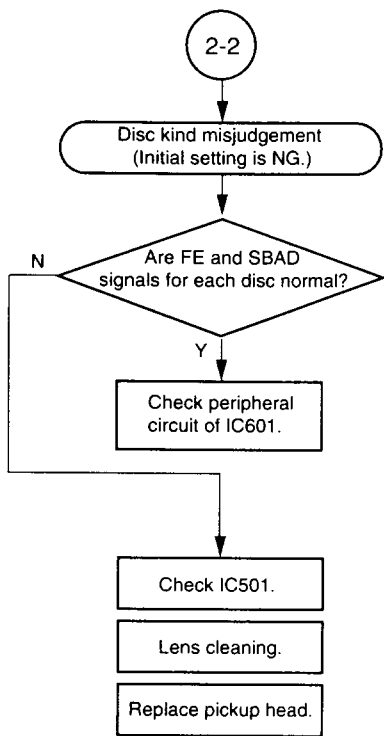 2-2
Disc kind misjudgement
(Initial setting is NG.)
Are FE and SBAD
signals for each disc normal?
N
Y
Check peripheral
circuit of IC601.
Check IC501.
Lens cleaning.
Replace pickup head.